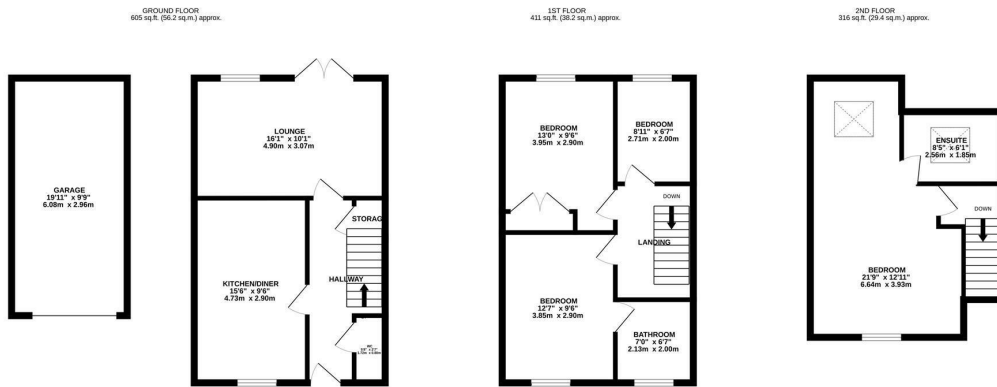 GROUND FLOOR
605 sq.ft. (56.2 sq.m.) approx.
GARAGE
19'11" x 9'9"
6.08m x 2.96m
LOUNGE
16'1" x 10'1"
4.90m x 3.07m
STORAG
KITCHEN/DINER
15'6" x 9'6"
4.73m x 2.90m
HALLWAY
WC
1ST FLOOR
411 sq.ft. (38.2 sq.m.) approx.
BEDROOM
13'0" x 9'6"
3.95m x 2.90m
BEDROOM
8'11" x 6'7"
2.71m x 2.00m
DOWN
LANDING
BEDROOM
12'7" x 9'6"
3.85m x 2.90m
BATHROOM
7'0" x 6'7"
2.13m x 2.00m
2ND FLOOR
316 sq.ft. (29.4 sq.m.) approx.
ENSUITE
8'5" x 6'1"
2.56m x 1.85m
DOWN
BEDROOM
21'9" x 12'11"
6.64m x 3.93m